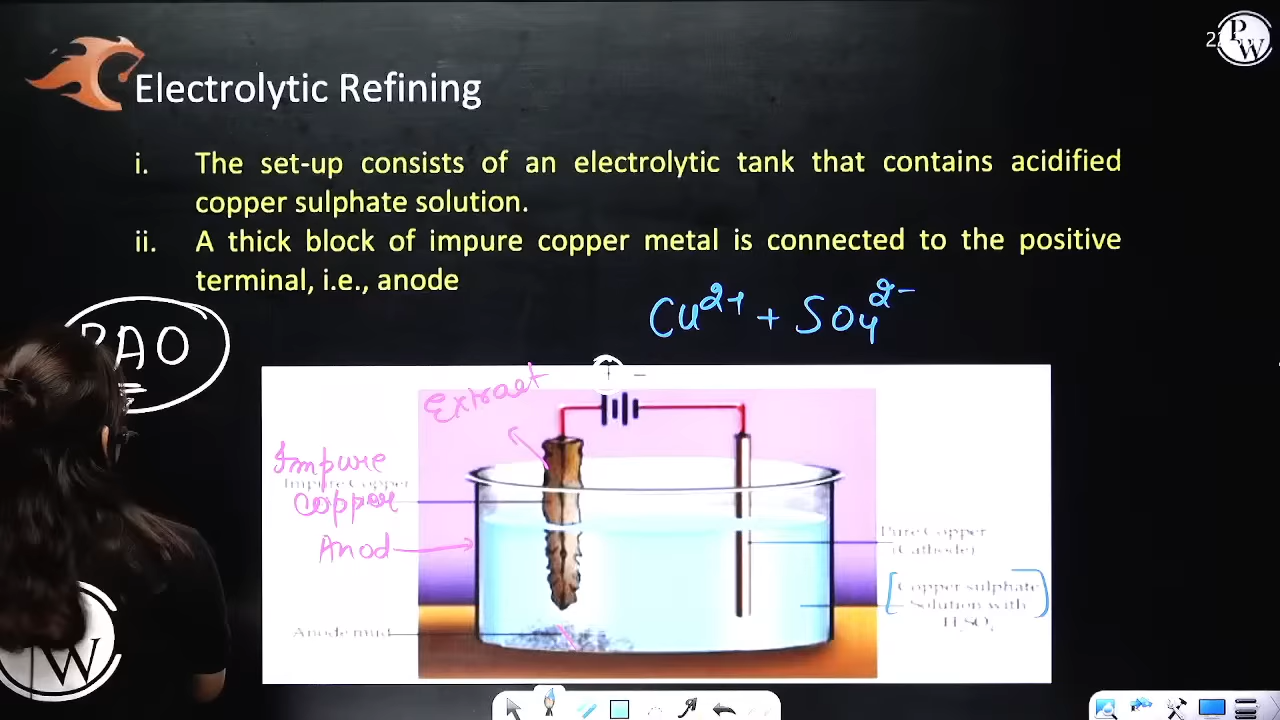 Electrolytic Refining
i. The set-up consists of an electrolytic tank that contains acidified
copper sulphate solution.
ii. A thick block of impure copper metal is connected to the positive
terminal, i.e., anode
Cu²⁺ + SO₄²⁻
AO
+ −
Extract
Impure
Impure Copper
Copper
Anod
Pure Copper
(Cathode)
Copper sulphate
Solution with
H₂SO₄
Anode mud
P
W
W